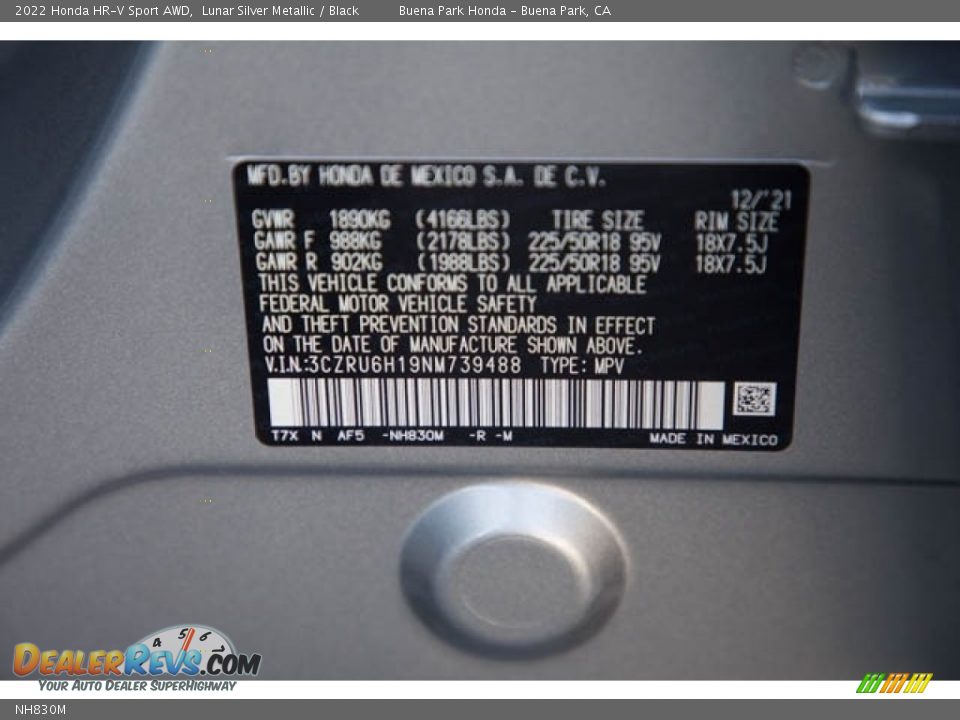 2022 Honda HR-V Sport AWD, Lunar Silver Metallic / Black Buena Park Honda - Buena Park, CA
MFD.BY HONDA DE MEXICO S.A. DE C.V.
12/'21
GVWR 1890KG (4166LBS) TIRE SIZE RIM SIZE
GAWR F 988KG (2178LBS) 225/50R18 95V 18X7.5J
GAWR R 902KG (1988LBS) 225/50R18 95V 18X7.5J
THIS VEHICLE CONFORMS TO ALL APPLICABLE
FEDERAL MOTOR VEHICLE SAFETY
AND THEFT PREVENTION STANDARDS IN EFFECT
ON THE DATE OF MANUFACTURE SHOWN ABOVE.
V.I.N.:3CZRU6H19NM739488 TYPE: MPV
T7X N AF5 -NH830M -R -M MADE IN MEXICO
4 5 6
DEALERREVS.COM
YOUR AUTO DEALER SUPERHIGHWAY
NH830M